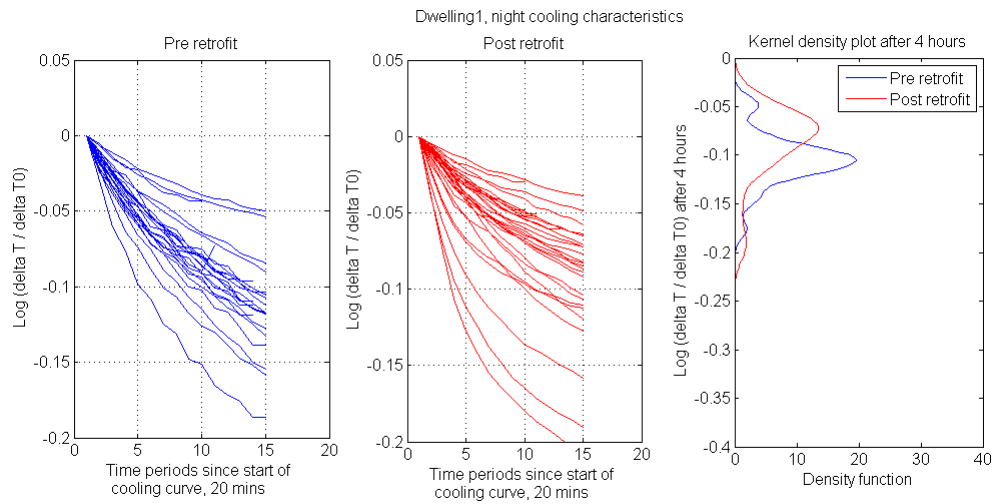 Dwelling1, night cooling characteristics
Pre retrofit
0.05
0
-0.05
-0.1
-0.15
-0.2
0
5
10
15
20
Log (delta T / delta T0)
Time periods since start of
cooling curve, 20 mins
Post retrofit
0.05
0
-0.05
-0.1
-0.15
-0.2
0
5
10
15
20
Log (delta T / delta T0)
Time periods since start of
cooling curve, 20 mins
Kernel density plot after 4 hours
Pre retrofit
Post retrofit
0
-0.05
-0.1
-0.15
-0.2
-0.25
-0.3
-0.35
-0.4
0
10
20
30
40
Log (delta T / delta T0) after 4 hours
Density function